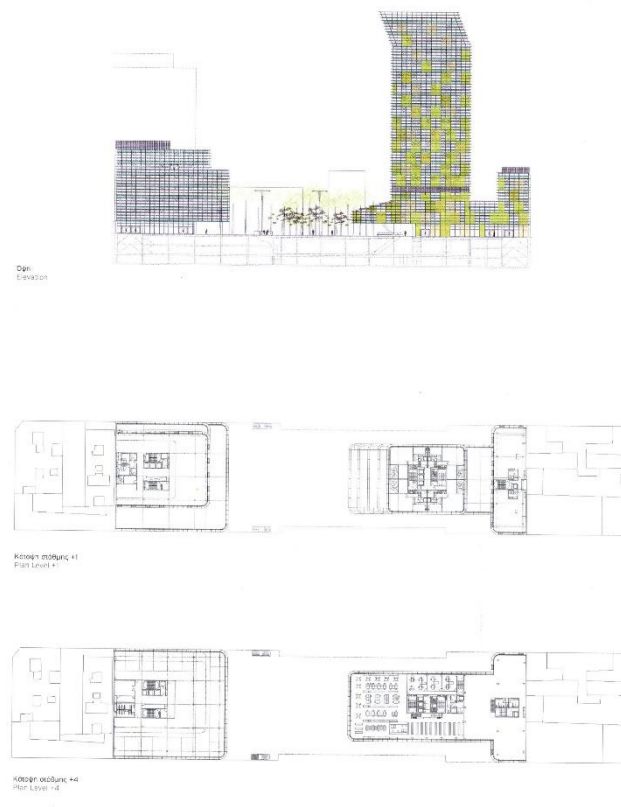 Όψη
Elevation
Κάτοψη στάθμης +1
Plan Level +1
Κάτοψη στάθμης +4
Plan Level +4